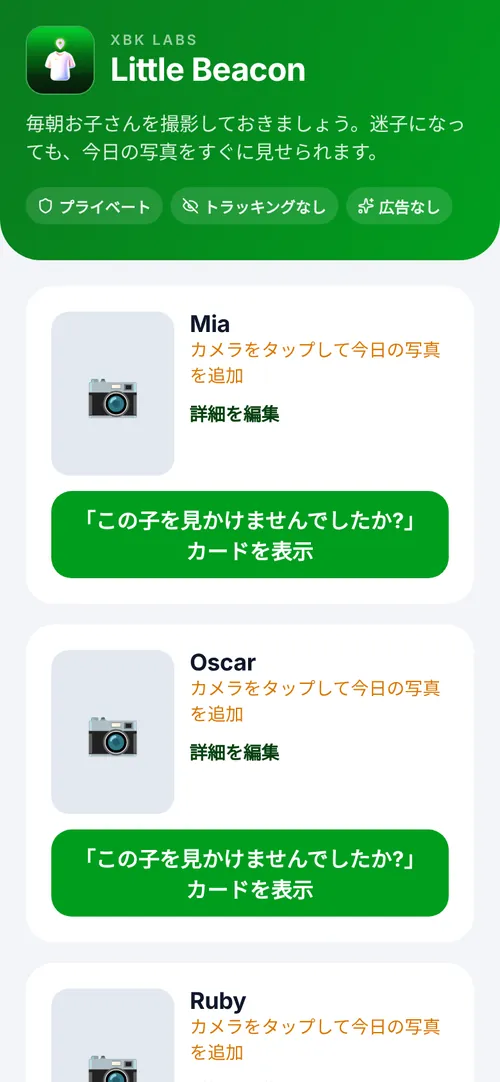 XBK LABS
Little Beacon
毎朝お子さんを撮影しておきましょう。迷子になっ
ても、今日の写真をすぐに見せられます。
プライベート
トラッキングなし
広告なし
Mia
カメラをタップして今日の写真
を追加
詳細を編集
「この子を見かけませんでしたか?」
カードを表示
Oscar
カメラをタップして今日の写真
を追加
詳細を編集
「この子を見かけませんでしたか?」
カードを表示
Ruby
カメラをタップして今日の写真
を追加